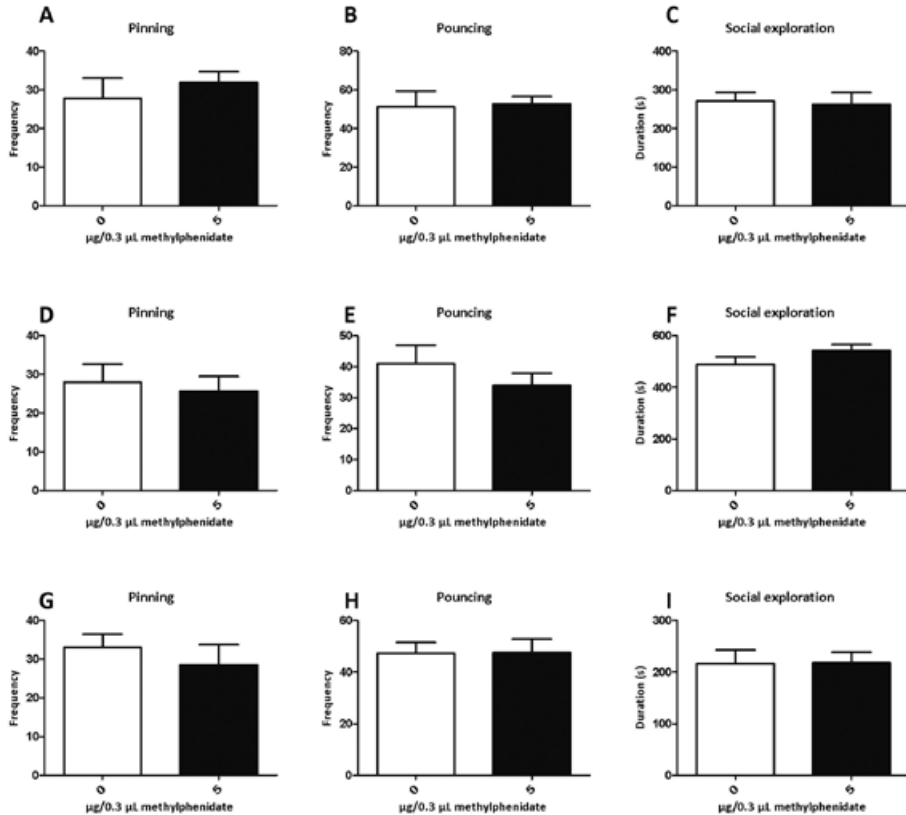 A
Pinning
40
30
20
10
0
Frequency
0
5
µg/0.3 µL methylphenidate
B
Pouncing
80
60
40
20
0
Frequency
0
5
µg/0.3 µL methylphenidate
C
Social exploration
400
300
200
100
0
Duration (s)
0
5
µg/0.3 µL methylphenidate
D
Pinning
40
30
20
10
0
Frequency
0
5
µg/0.3 µL methylphenidate
E
Pouncing
50
40
30
20
10
0
Frequency
0
5
µg/0.3 µL methylphenidate
F
Social exploration
600
400
200
0
Duration (s)
0
5
µg/0.3 µL methylphenidate
G
Pinning
40
30
20
10
0
Frequency
0
5
µg/0.3 µL methylphenidate
H
Pouncing
60
40
20
0
Frequency
0
5
µg/0.3 µL methylphenidate
I
Social exploration
300
200
100
0
Duration (s)
0
5
µg/0.3 µL methylphenidate